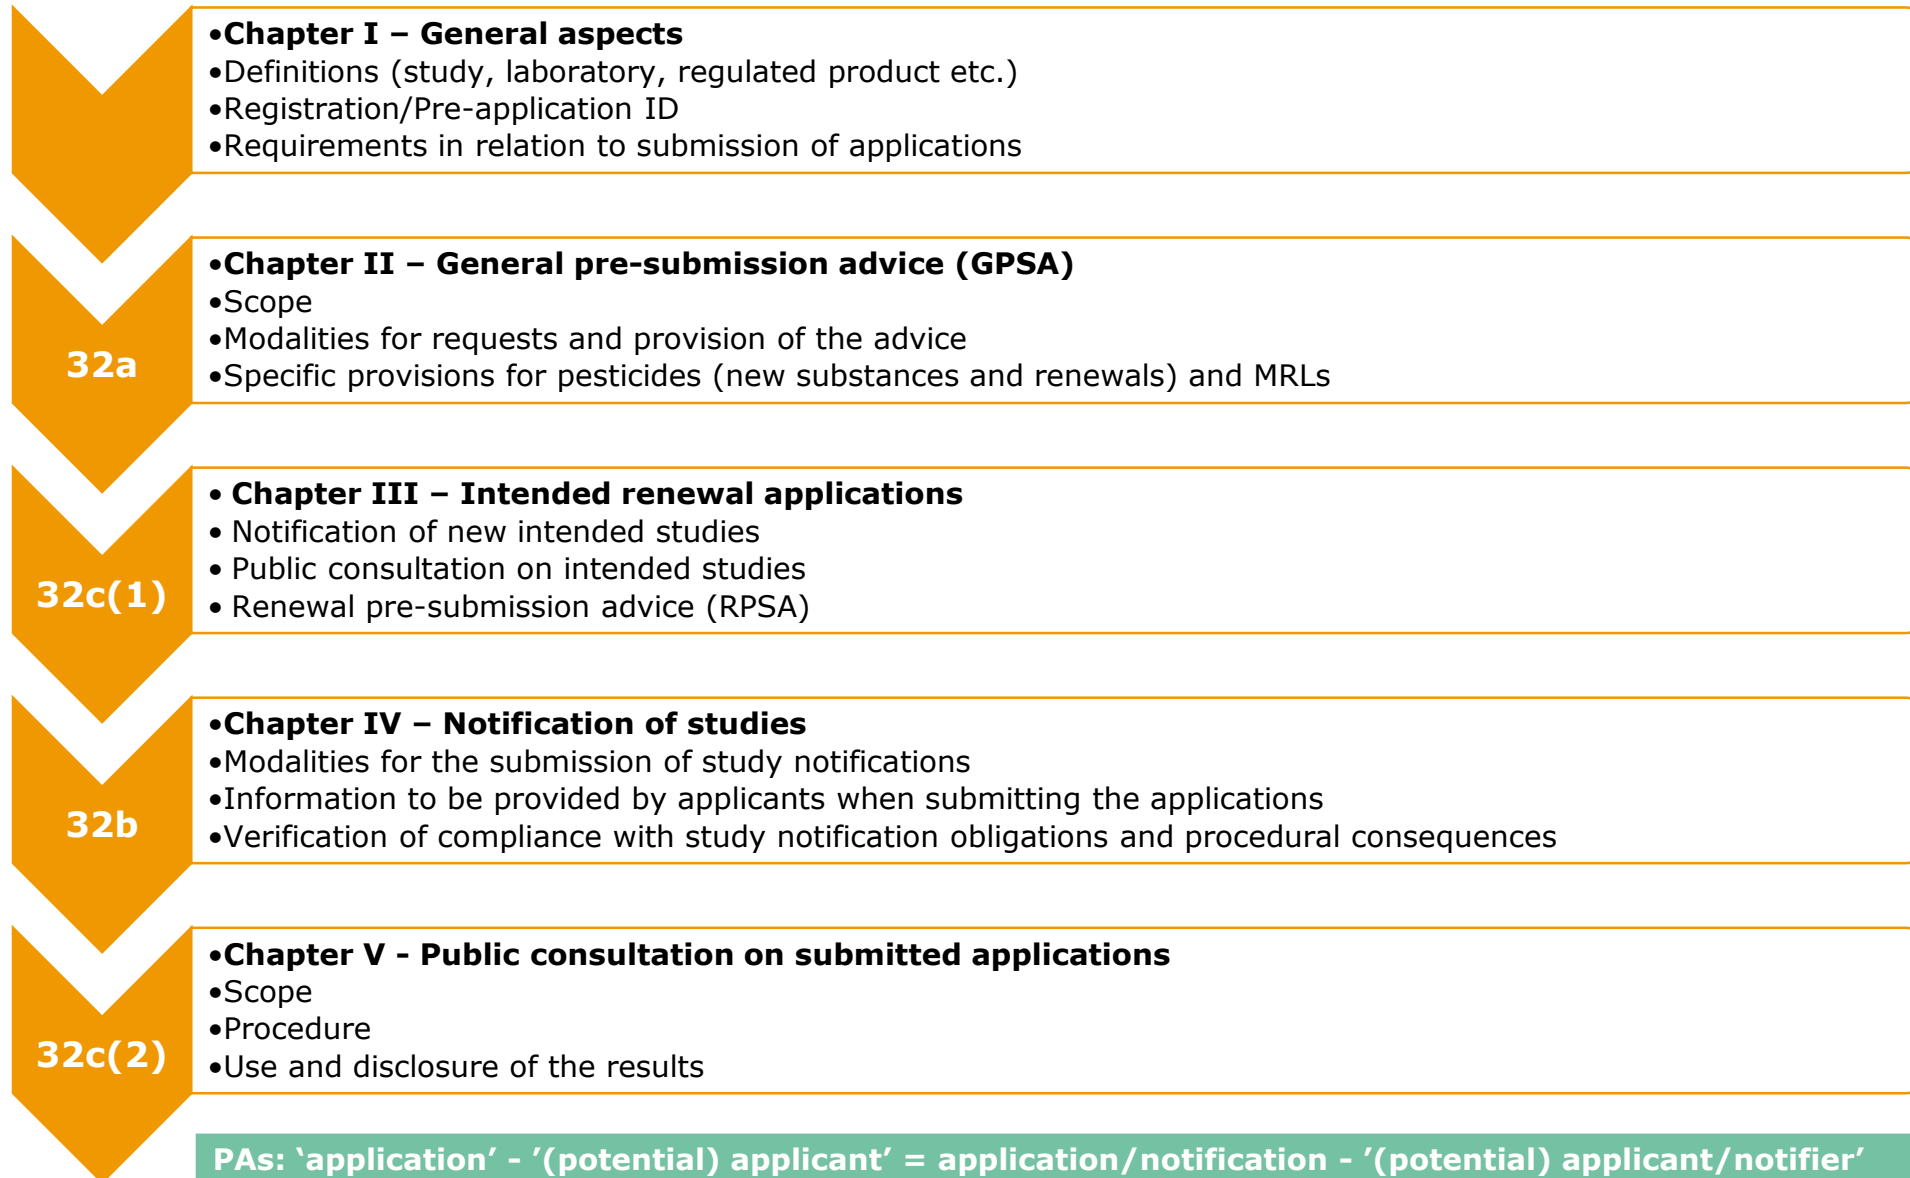 •Chapter I – General aspects
•Definitions (study, laboratory, regulated product etc.)
•Registration/Pre-application ID
•Requirements in relation to submission of applications
32a
•Chapter II – General pre-submission advice (GPSA)
•Scope
•Modalities for requests and provision of the advice
•Specific provisions for pesticides (new substances and renewals) and MRLs
32c(1)
• Chapter III – Intended renewal applications
• Notification of new intended studies
• Public consultation on intended studies
• Renewal pre-submission advice (RPSA)
32b
•Chapter IV – Notification of studies
•Modalities for the submission of study notifications
•Information to be provided by applicants when submitting the applications
•Verification of compliance with study notification obligations and procedural consequences
32c(2)
•Chapter V - Public consultation on submitted applications
•Scope
•Procedure
•Use and disclosure of the results
PAs: ‘application’ - ’(potential) applicant’ = application/notification - ’(potential) applicant/notifier’